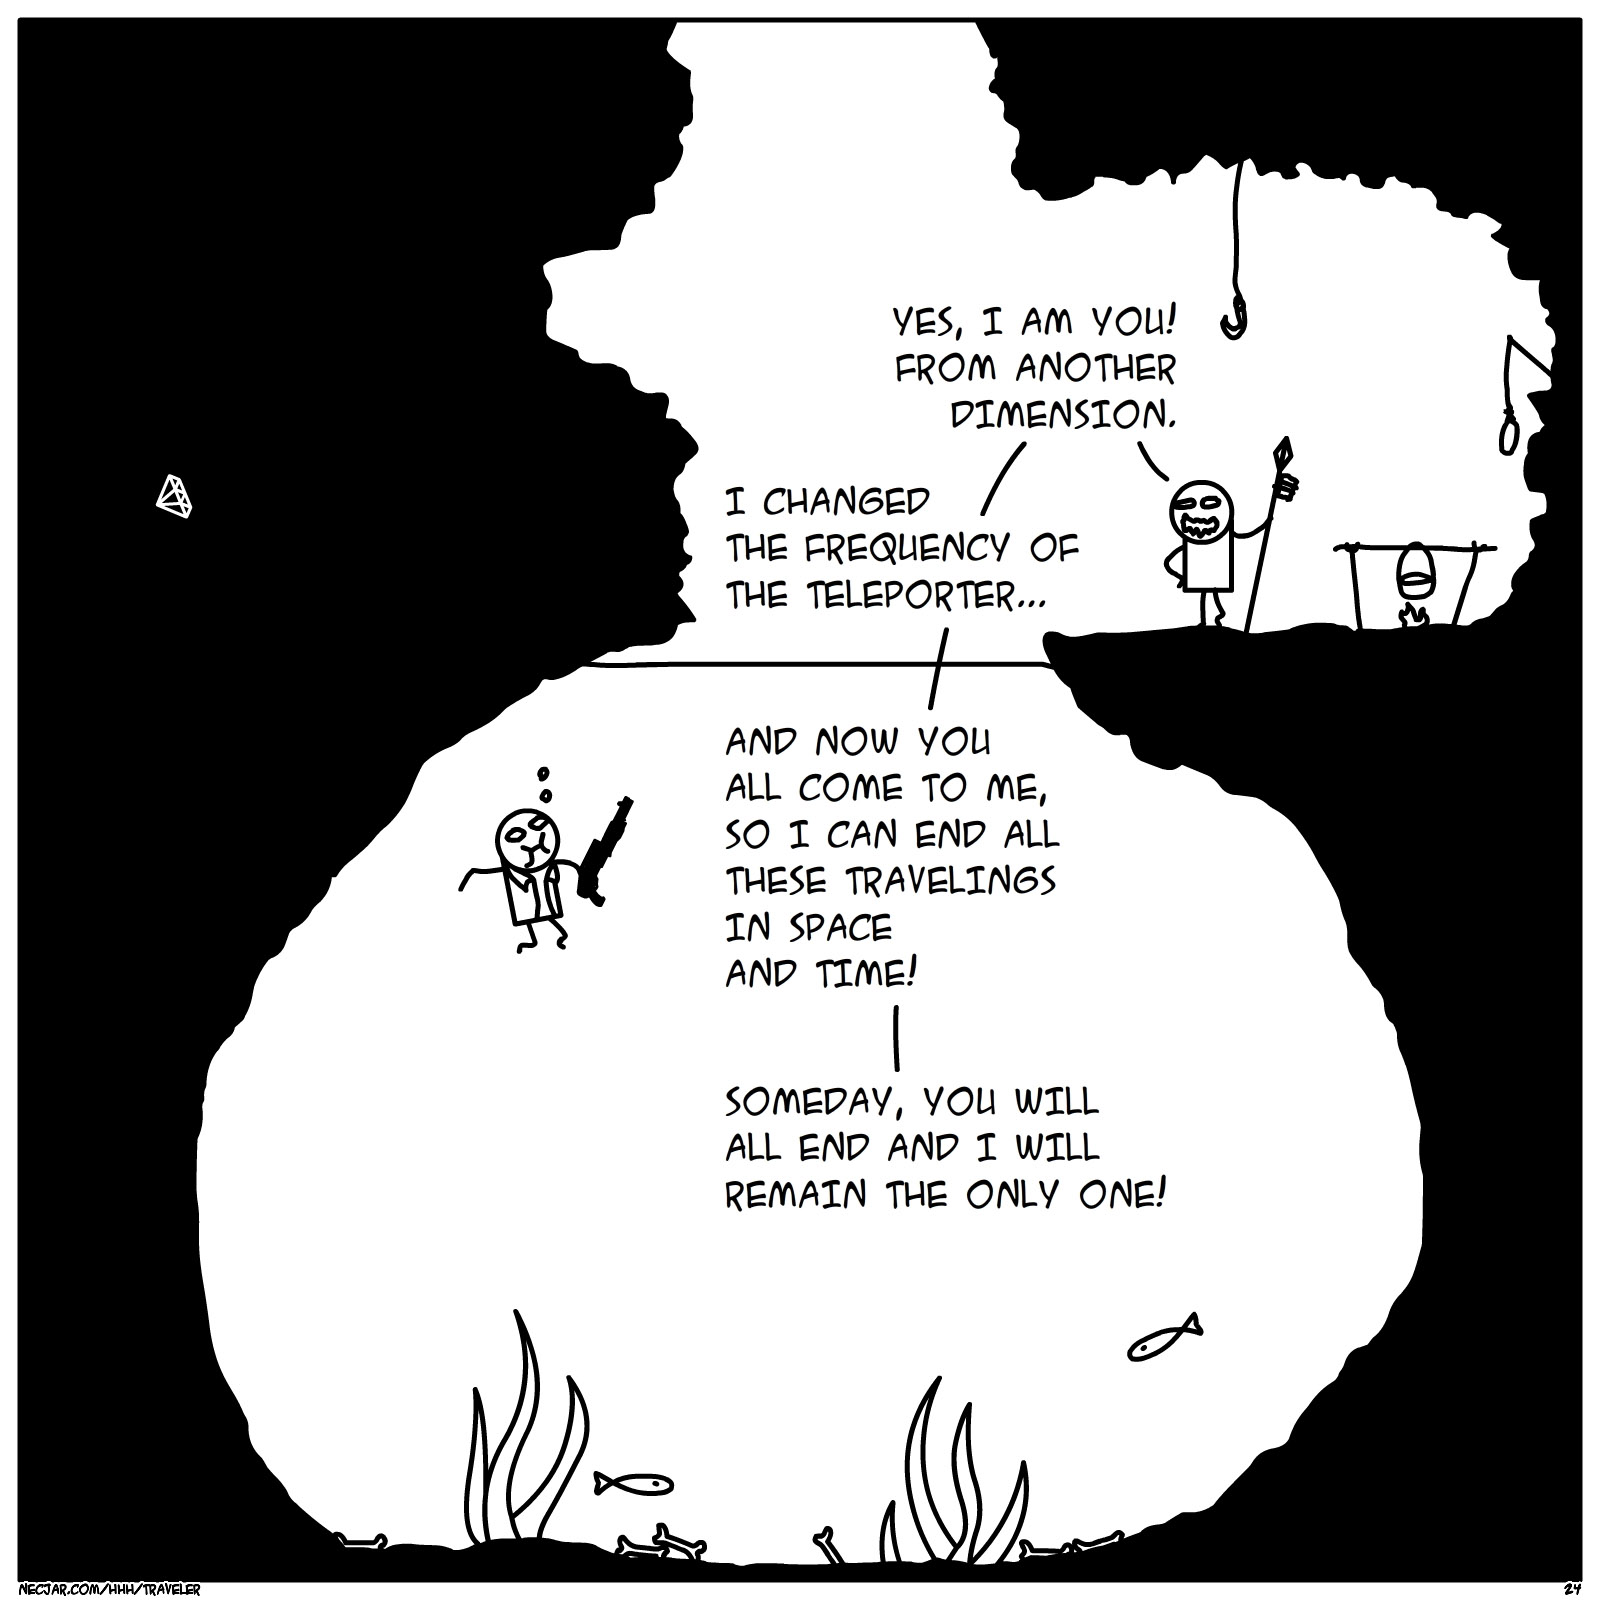 YES, I AM YOU!
FROM ANOTHER
DIMENSION.
I CHANGED
THE FREQUENCY OF
THE TELEPORTER...
AND NOW YOU
ALL COME TO ME,
SO I CAN END ALL
THESE TRAVELINGS
IN SPACE
AND TIME!
SOMEDAY, YOU WILL
ALL END AND I WILL
REMAIN THE ONLY ONE!
NECJAR.COM/HHH/TRAVELER
24